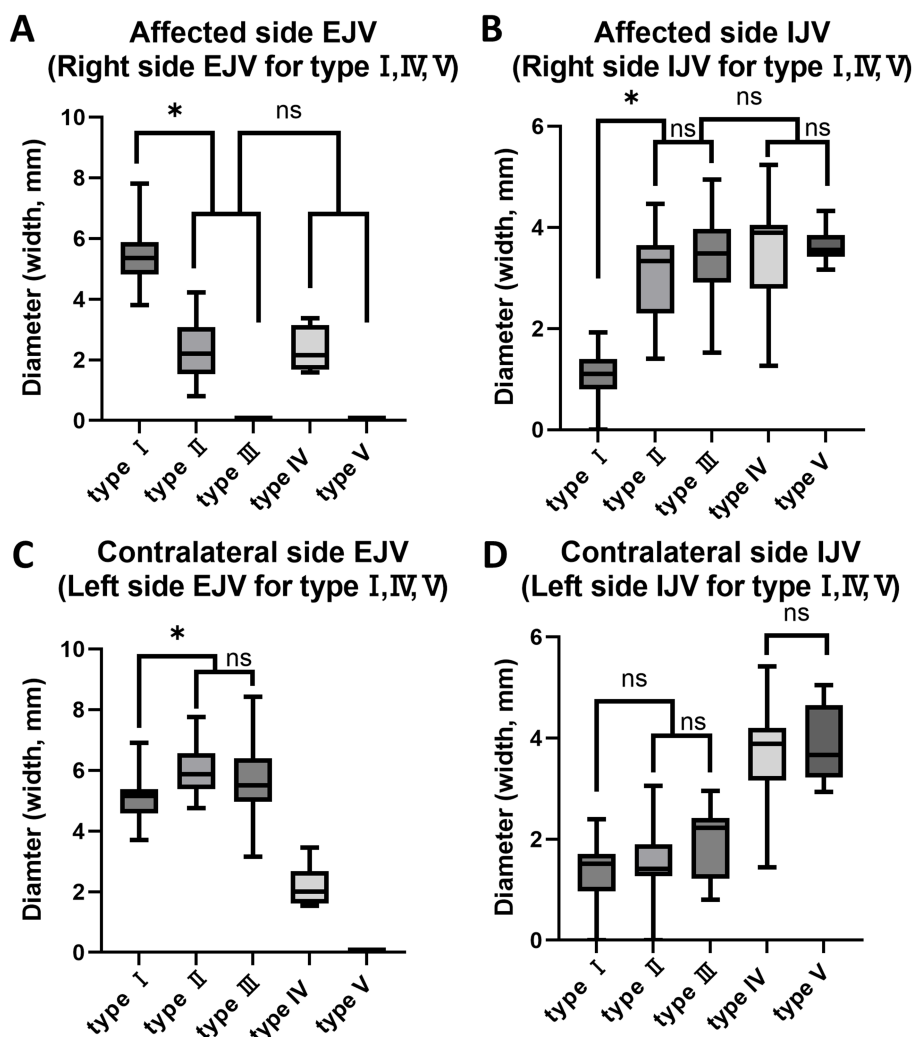 A
Affected side EJV
(Right side EJV for type Ⅰ,Ⅳ,Ⅴ)
Diameter (width, mm)
10
8
6
4
2
0
*
ns
type Ⅰ
type Ⅱ
type Ⅲ
type Ⅳ
type Ⅴ
B
Affected side IJV
(Right side IJV for type Ⅰ,Ⅳ,Ⅴ)
Diameter (width, mm)
6
4
2
0
*
ns
ns
ns
type Ⅰ
type Ⅱ
type Ⅲ
type Ⅳ
type Ⅴ
C
Contralateral side EJV
(Left side EJV for type Ⅰ,Ⅳ,Ⅴ)
Diamter (width, mm)
10
8
6
4
2
0
*
ns
type Ⅰ
type Ⅱ
type Ⅲ
type Ⅳ
type Ⅴ
D
Contralateral side IJV
(Left side IJV for type Ⅰ,Ⅳ,Ⅴ)
Diameter (width, mm)
6
4
2
0
ns
ns
ns
type Ⅰ
type Ⅱ
type Ⅲ
type Ⅳ
type Ⅴ